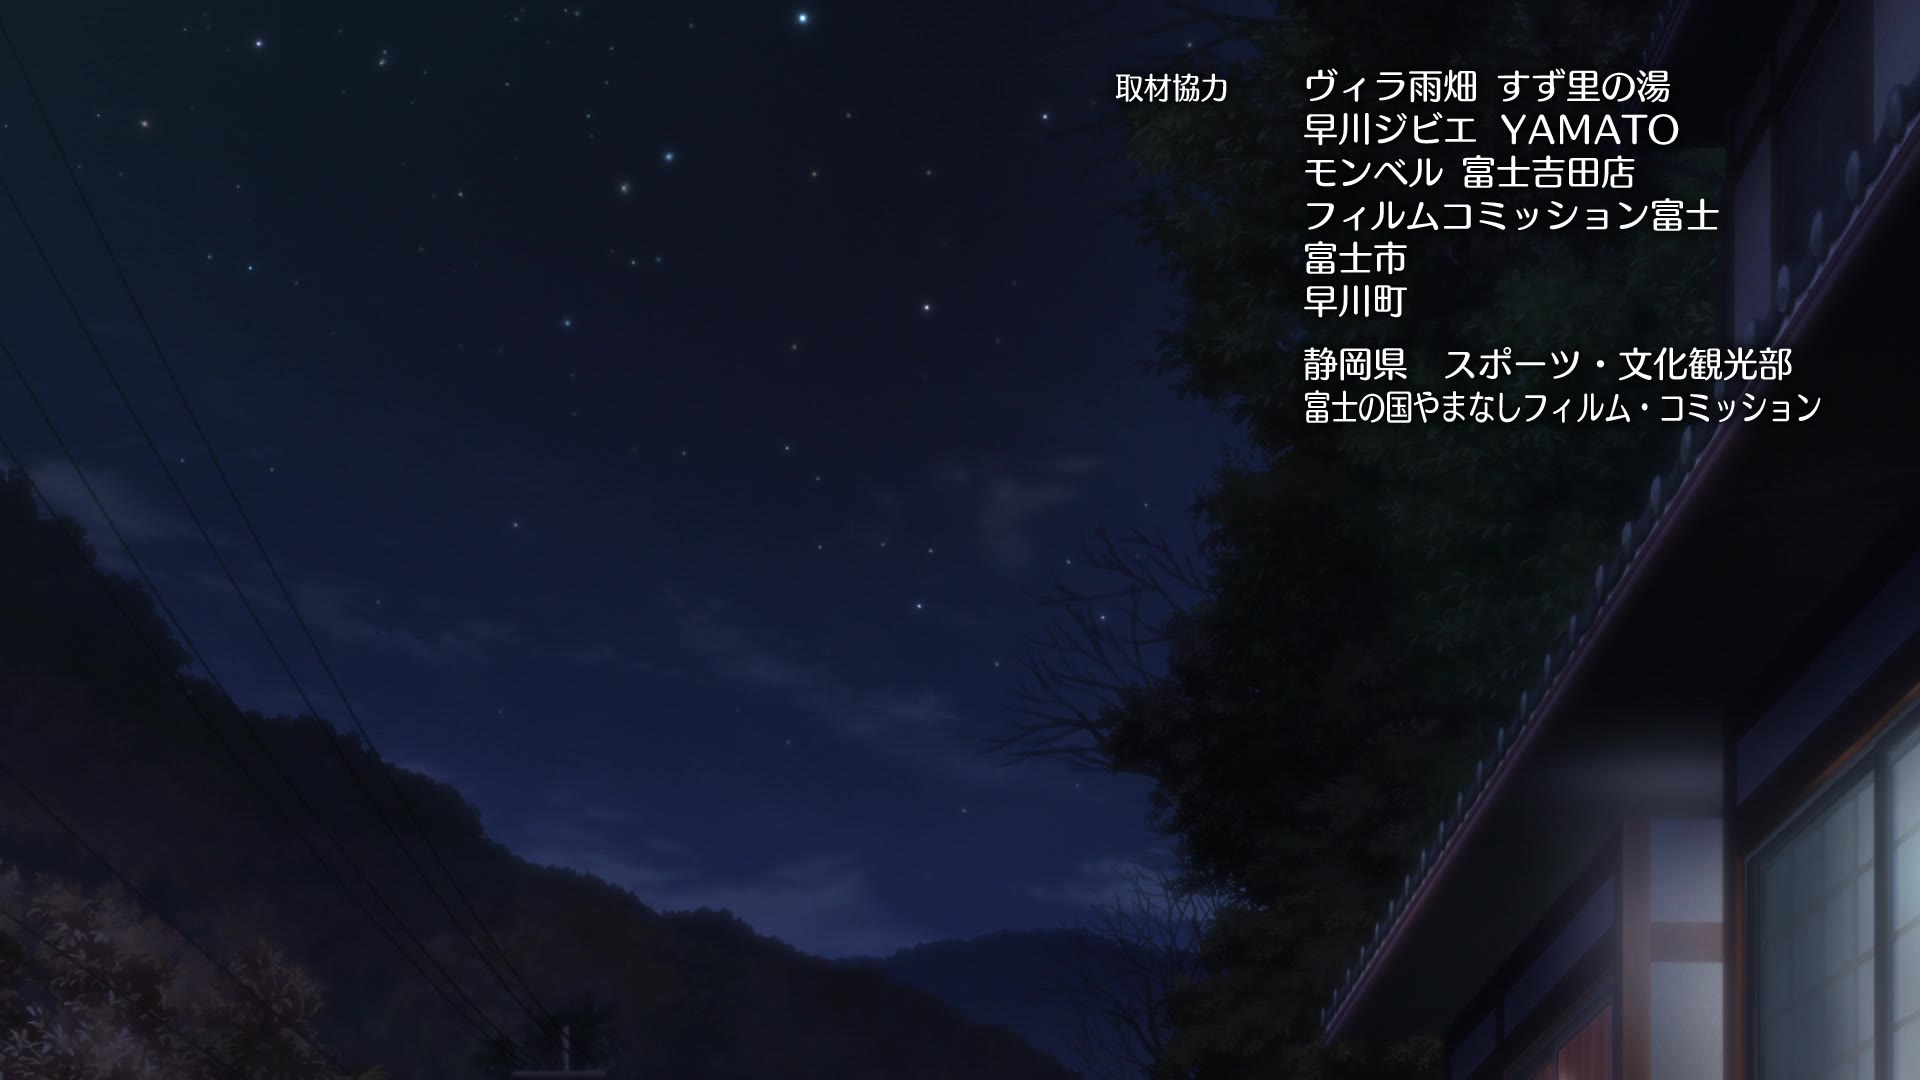 取材協力 ヴィラ雨畑 すず里の湯
早川ジビエ YAMATO
モンベル 富士吉田店
フィルムコミッション富士
富士市
早川町
静岡県　スポーツ・文化観光部
富士の国やまなしフィルム・コミッション